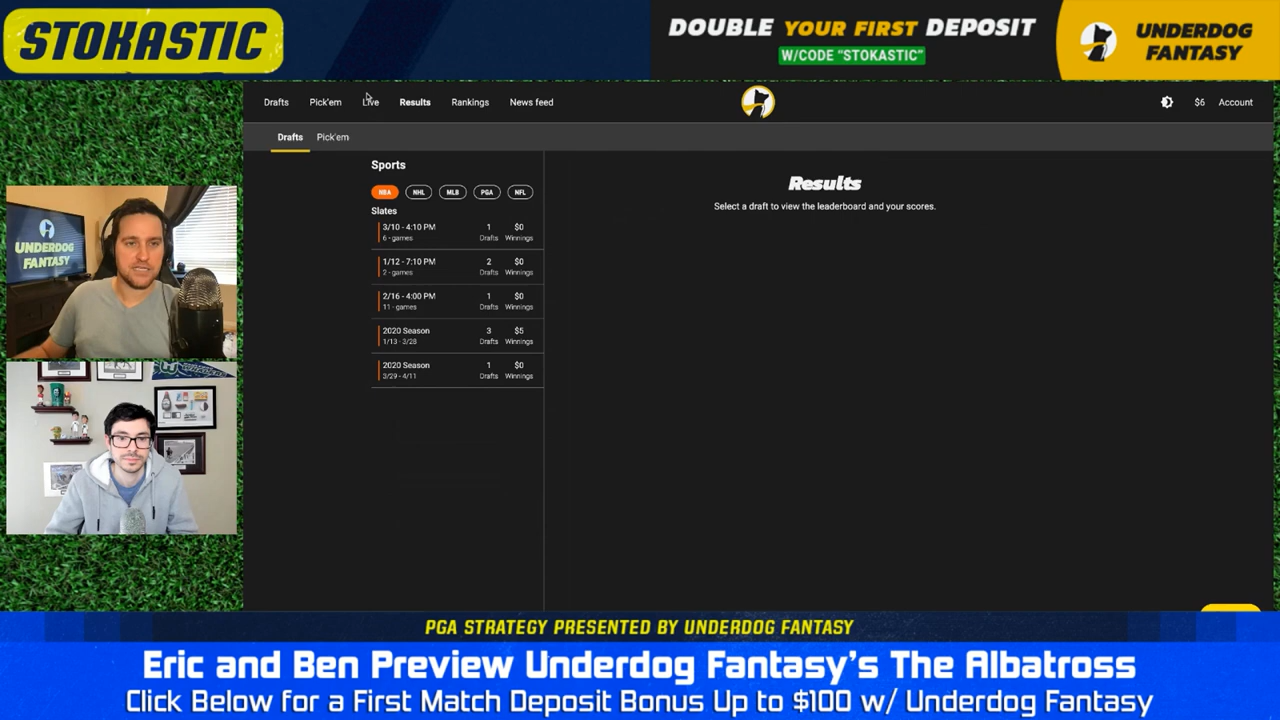 STOKASTIC
DOUBLE YOUR FIRST DEPOSIT
W/CODE "STOKASTIC"
UNDERDOG
FANTASY
Drafts Pick'em Live Results Rankings News feed
$6 Account
Drafts Pick'em
Sports
NBA NHL MLB PGA NFL
Slates
3/10 - 4:10 PM 1 $0
6 - games Drafts Winnings
1/12 - 7:10 PM 2 $0
2 - games Drafts Winnings
2/16 - 4:00 PM 1 $0
11 - games Drafts Winnings
2020 Season 3 $5
1/13 - 3/28 Drafts Winnings
2020 Season 1 $0
3/29 - 4/11 Drafts Winnings
Results
Select a draft to view the leaderboard and your scores.
UNDERDOG
FANTASY
PGA STRATEGY PRESENTED BY UNDERDOG FANTASY
Eric and Ben Preview Underdog Fantasy's The Albatross
Click Below for a First Match Deposit Bonus Up to $100 w/ Underdog Fantasy